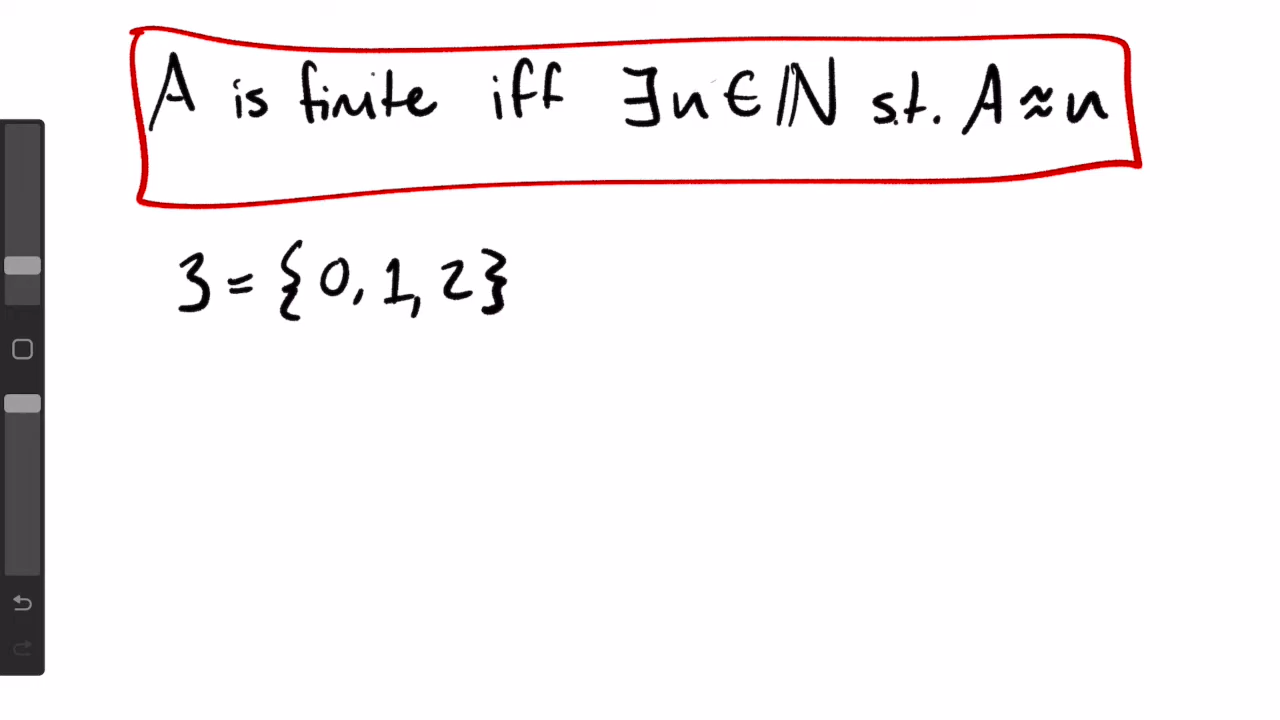 A is finite iff ∃n∈ℕ s.t. A≈n
3 = {0, 1, 2}